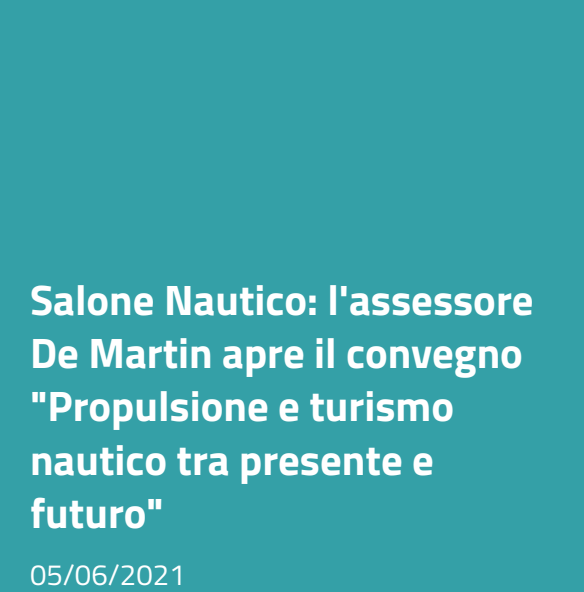 Salone Nautico: l'assessore
De Martin apre il convegno
"Propulsione e turismo
nautico tra presente e
futuro"
05/06/2021